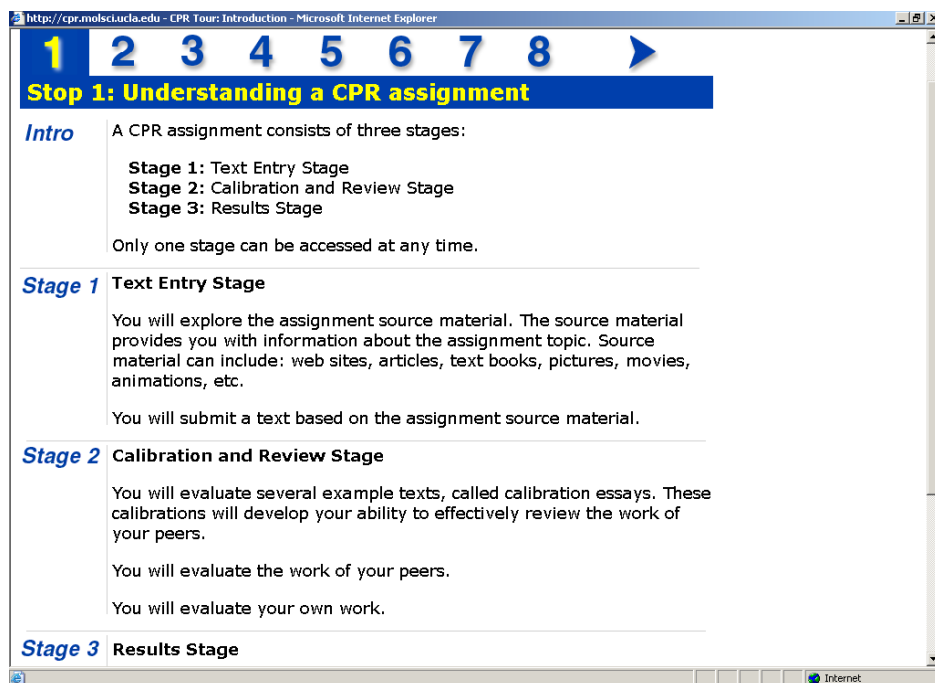 http://cpr.molsci.ucla.edu - CPR Tour: Introduction - Microsoft Internet Explorer
1 2 3 4 5 6 7 8
Stop 1: Understanding a CPR assignment
Intro
A CPR assignment consists of three stages:
Stage 1: Text Entry Stage
Stage 2: Calibration and Review Stage
Stage 3: Results Stage
Only one stage can be accessed at any time.
Stage 1
Text Entry Stage
You will explore the assignment source material. The source material
provides you with information about the assignment topic. Source
material can include: web sites, articles, text books, pictures, movies,
animations, etc.
You will submit a text based on the assignment source material.
Stage 2
Calibration and Review Stage
You will evaluate several example texts, called calibration essays. These
calibrations will develop your ability to effectively review the work of
your peers.
You will evaluate the work of your peers.
You will evaluate your own work.
Stage 3
Results Stage
Internet